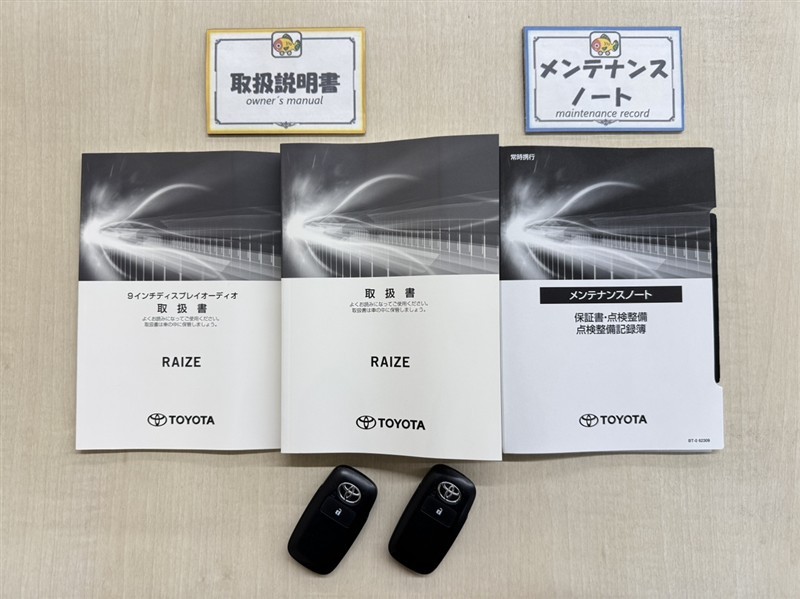 取扱説明書
owner's manual
メンテナンス
ノート
maintenance record
9インチディスプレイオーディオ
取扱書
よくお読みになってご使用ください。
取扱書は車の中に保管しましょう。
RAIZE
TOYOTA
取扱書
よくお読みになってご使用ください。
取扱書は車の中に保管しましょう。
RAIZE
TOYOTA
常時携行
メンテナンスノート
保証書・点検整備
点検整備記録簿
TOYOTA